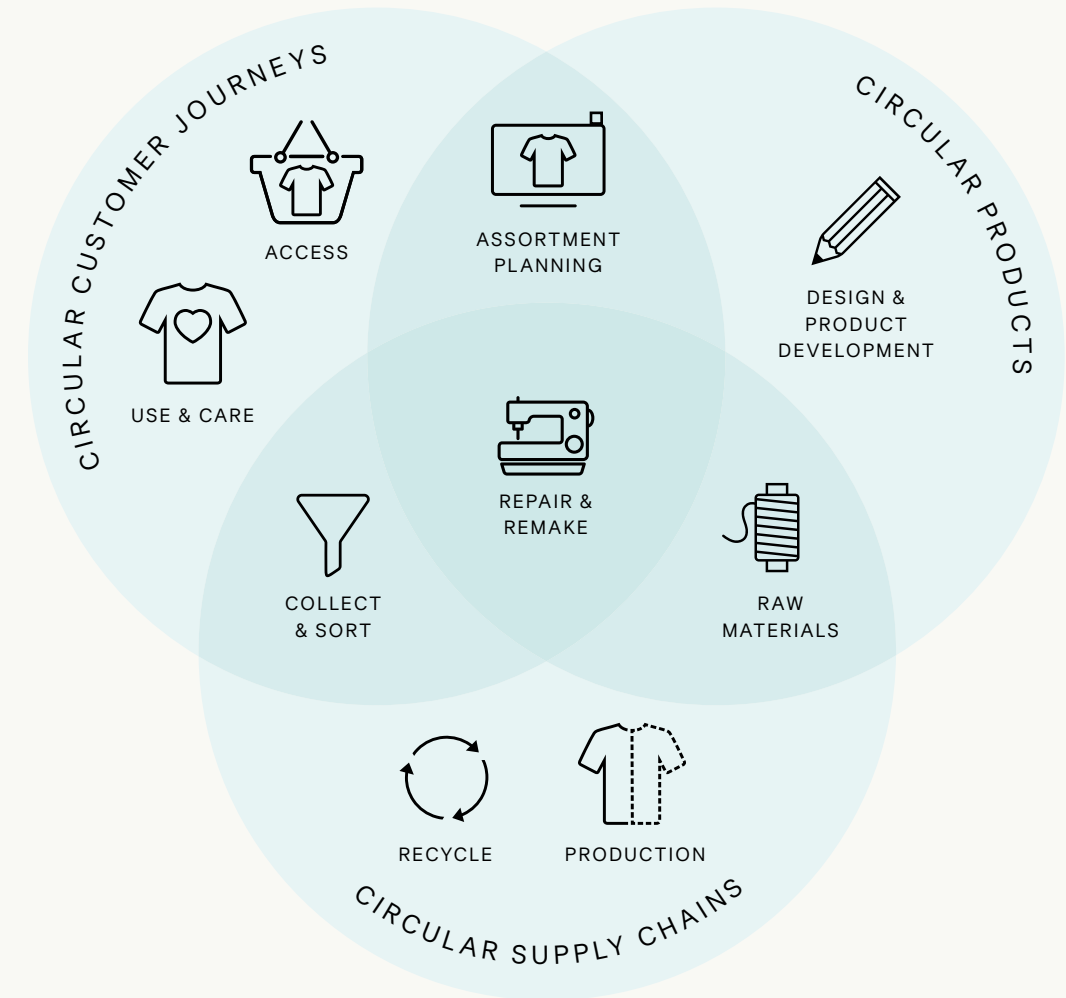 CIRCULAR CUSTOMER JOURNEYS
CIRCULAR PRODUCTS
ACCESS
ASSORTMENT
PLANNING
DESIGN &
PRODUCT
DEVELOPMENT
USE & CARE
REPAIR &
REMAKE
COLLECT
& SORT
RAW
MATERIALS
RECYCLE
PRODUCTION
CIRCULAR SUPPLY CHAINS